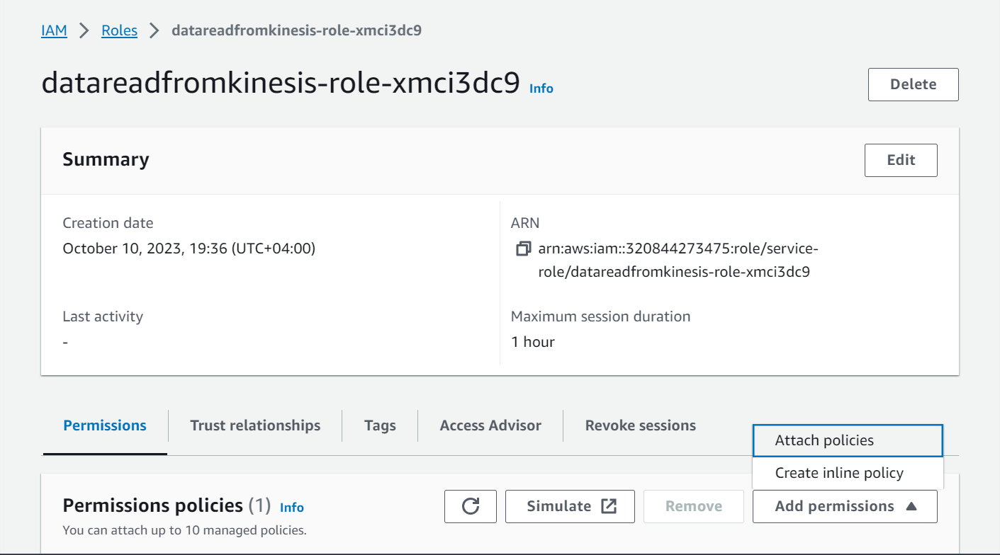 IAM > Roles > datareadfromkinesis-role-xmci3dc9
datareadfromkinesis-role-xmci3dc9 Info
Delete
Summary
Edit
Creation date
October 10, 2023, 19:36 (UTC+04:00)
ARN
arn:aws:iam::320844273475:role/service-
role/datareadfromkinesis-role-xmci3dc9
Last activity
-
Maximum session duration
1 hour
Permissions Trust relationships Tags Access Advisor Revoke sessions
Attach policies
Create inline policy
Permissions policies (1) Info
You can attach up to 10 managed policies.
Simulate Remove Add permissions